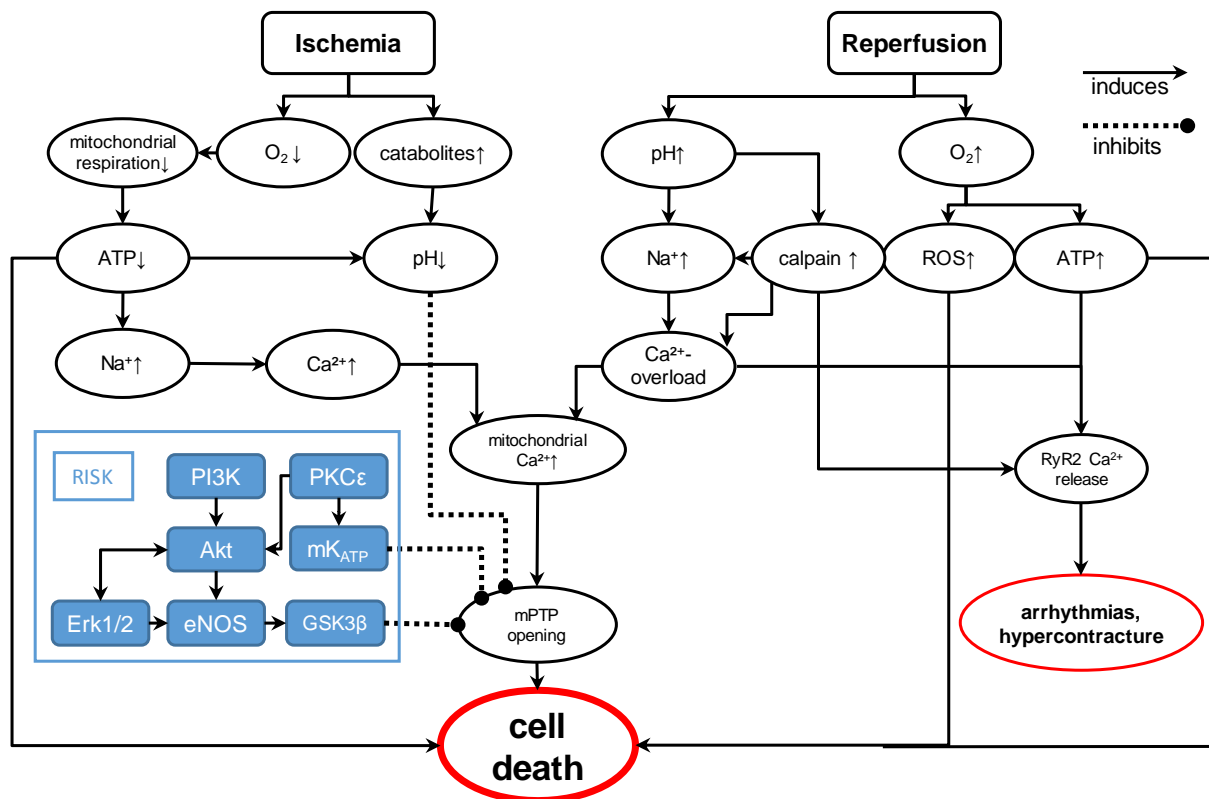 Ischemia
Reperfusion
induces
inhibits
mitochondrial
respiration↓
O₂↓
catabolites↑
pH↑
O₂↑
ATP↓
pH↓
Na⁺↑
calpain ↑
ROS↑
ATP↑
Na⁺↑
Ca²⁺↑
Ca²⁺-
overload
mitochondrial
Ca²⁺↑
RyR2 Ca²⁺
release
RISK
PI3K
PKCε
Akt
mK_ATP
Erk1/2
eNOS
GSK3β
mPTP
opening
arrhythmias,
hypercontracture
cell
death